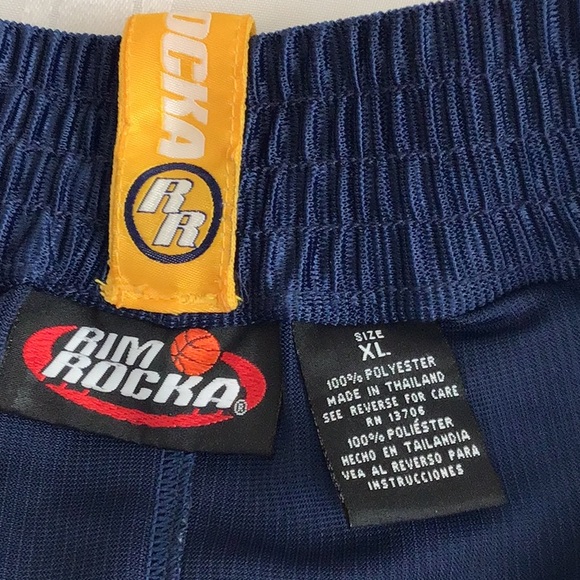 OCKA
RR
RIM
ROCKA
®
SIZE
XL
100% POLYESTER
MADE IN THAILAND
SEE REVERSE FOR CARE
RN 13706
100% POLIÉSTER
HECHO EN TAILANDIA
VEA AL REVERSO PARA
INSTRUCCIONES